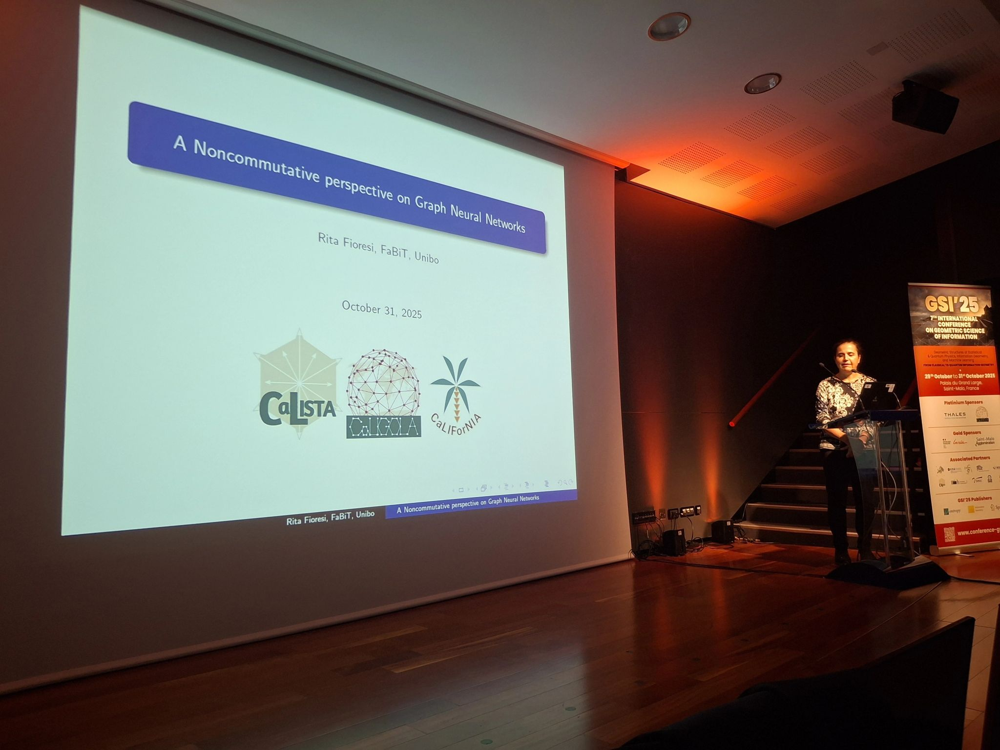 A Noncommutative perspective on Graph Neural Networks
Rita Fioresi, FaBiT, Unibo
October 31, 2025
CaLISTA
CaLIGOLA
CaLIForNIA
Rita Fioresi, FaBiT, Unibo
A Noncommutative perspective on Graph Neural Networks
GSI'25
7TH INTERNATIONAL
CONFERENCE
ON GEOMETRIC SCIENCE
OF INFORMATION
Geometric Structures of Statistical
& Quantum Physics, Information Geometry,
and Machine Learning
FROM CLASSICAL TO QUANTUM INFORMATION GEOMETRY
29th October to 31st October 2025
Palais du Grand Large,
Saint-Malo, France
Platinium Sponsors
THALES
Gold Sponsors
Inria
Saint-Malo
Agglomération
Associated Partners
GSI'25 Publishers
entropy
www.conference-g